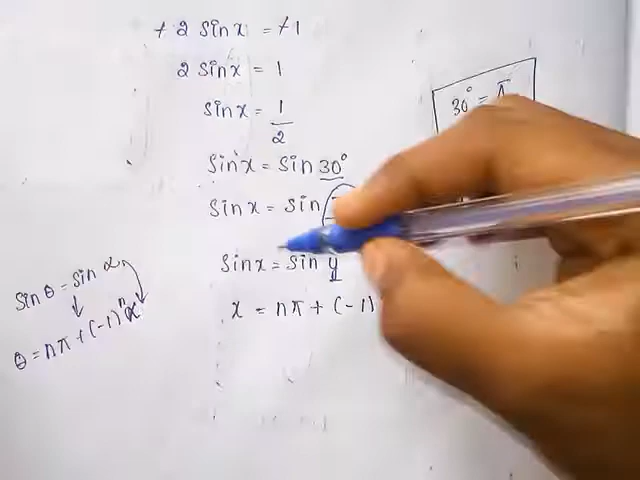 + 2 sin x = + 1
2 sin x = 1
sin x = 1
2
sin x = sin 30°
sin x = sin
sin x = sin y
x = nπ + (-1)
30° =
sin θ = sin α
θ = nπ + (-1)ⁿ α